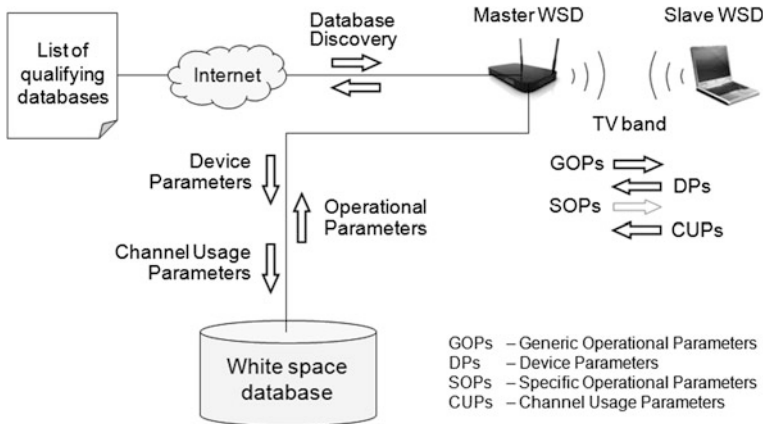 List of
qualifying
databases
Internet
Database
Discovery
Master WSD
Slave WSD
TV band
GOPs
DPs
SOPs
CUPs
Device
Parameters
Operational
Parameters
Channel Usage
Parameters
White space
database
GOPs – Generic Operational Parameters
DPs – Device Parameters
SOPs – Specific Operational Parameters
CUPs – Channel Usage Parameters